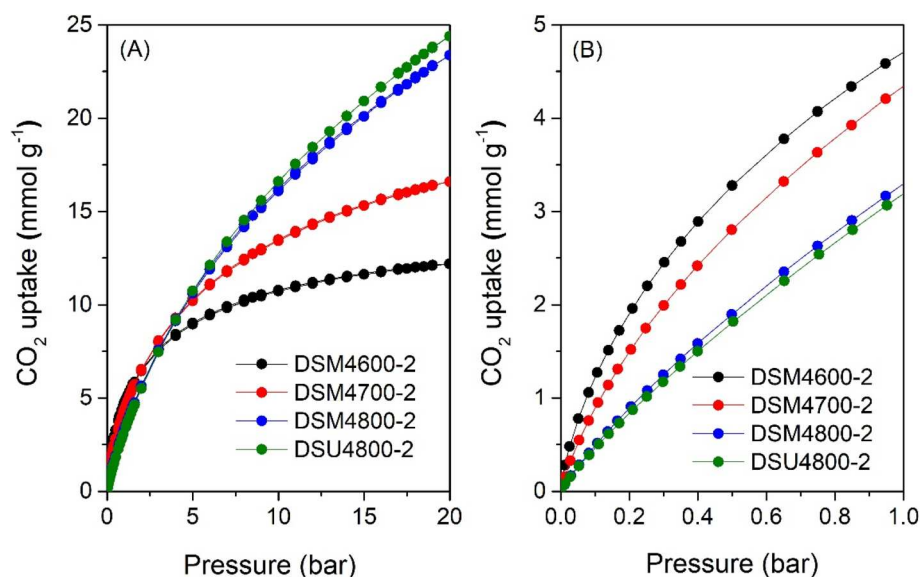 (A)
25
20
15
10
5
0
CO2 uptake (mmol g-1)
DSM4600-2
DSM4700-2
DSM4800-2
DSU4800-2
0 5 10 15 20
Pressure (bar)
(B)
5
4
3
2
1
0
CO2 uptake (mmol g-1)
DSM4600-2
DSM4700-2
DSM4800-2
DSU4800-2
0.0 0.2 0.4 0.6 0.8 1.0
Pressure (bar)